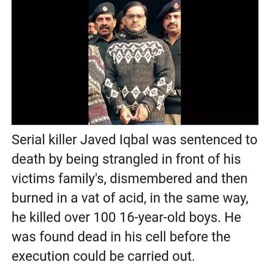 Serial killer Javed Iqbal was sentenced to
death by being strangled in front of his
victims family's, dismembered and then
burned in a vat of acid, in the same way,
he killed over 100 16-year-old boys. He
was found dead in his cell before the
execution could be carried out.